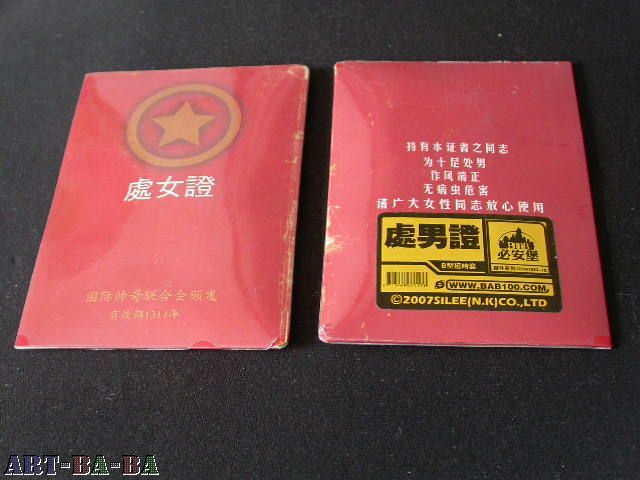 處女證
国际帅哥联合会颁发
有效期1314年
持有本证者之同志
为十足处男
作风端正
无病虫危害
请广大女性同志放心使用
處男證
必安堡
WWW.BAB100.COM
©2007SILEE(N.K)CO.,LTD
ART-BA-BA